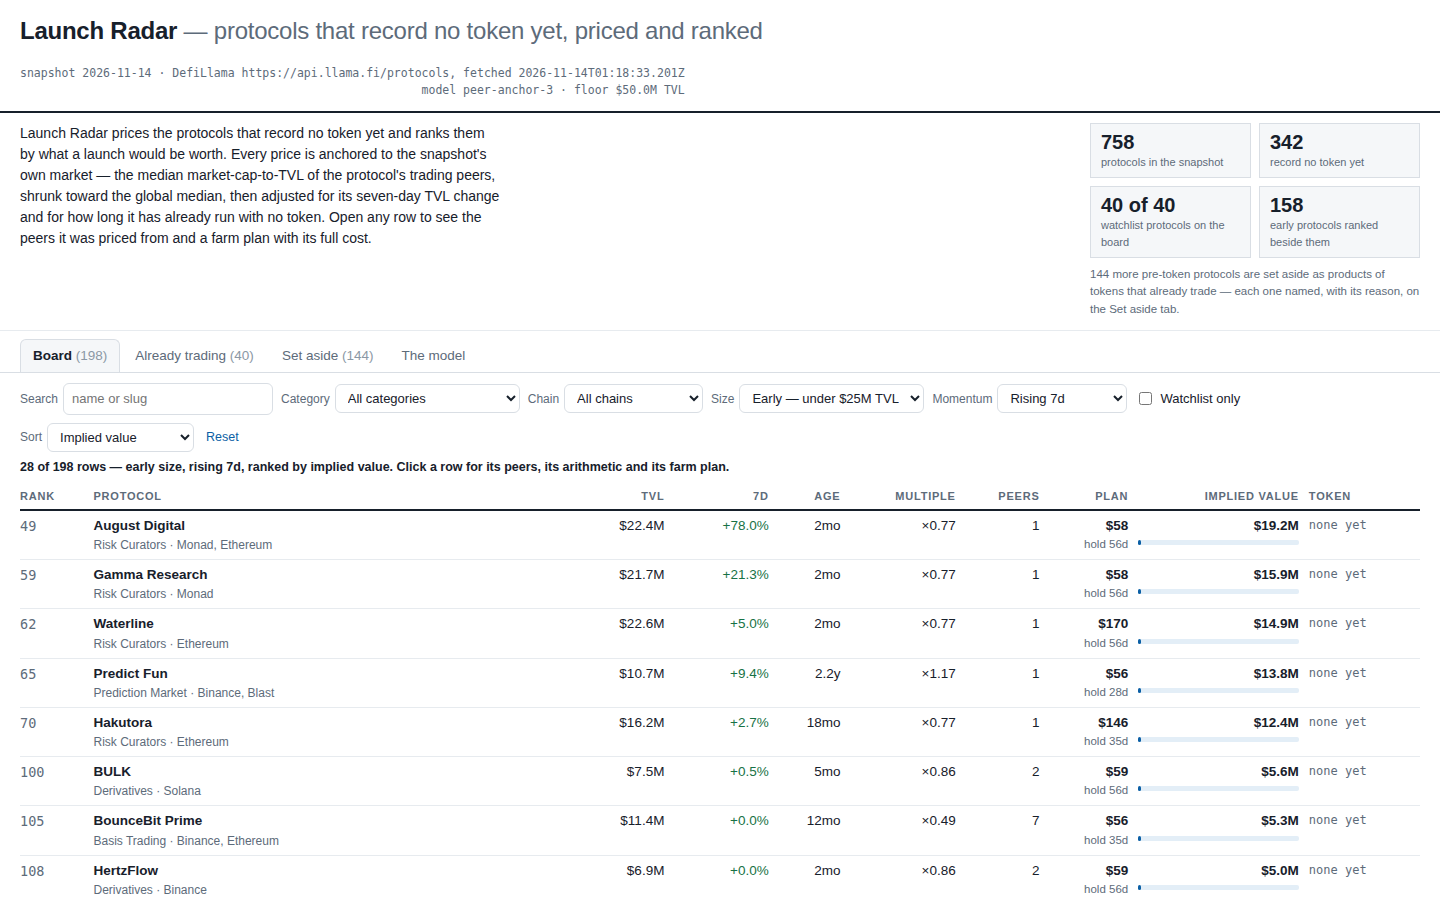 Launch Radar — protocols that record no token yet, priced and ranked
snapshot 2026-11-14 · DefiLlama https://api.llama.fi/protocols, fetched 2026-11-14T01:18:33.201Z
model peer-anchor-3 · floor $50.0M TVL
Launch Radar prices the protocols that record no token yet and ranks them
by what a launch would be worth. Every price is anchored to the snapshot's
own market — the median market-cap-to-TVL of the protocol's trading peers,
shrunk toward the global median, then adjusted for its seven-day TVL change
and for how long it has already run with no token. Open any row to see the
peers it was priced from and a farm plan with its full cost.
758
protocols in the snapshot
342
record no token yet
40 of 40
watchlist protocols on the
board
158
early protocols ranked
beside them
144 more pre-token protocols are set aside as products of
tokens that already trade — each one named, with its reason, on
the Set aside tab.
Board (198) Already trading (40) Set aside (144) The model
Search name or slug Category All categories Chain All chains Size Early — under $25M TVL Momentum Rising 7d Watchlist only
Sort Implied value Reset
28 of 198 rows — early size, rising 7d, ranked by implied value. Click a row for its peers, its arithmetic and its farm plan.
RANK PROTOCOL TVL 7D AGE MULTIPLE PEERS PLAN IMPLIED VALUE TOKEN
49 August Digital $22.4M +78.0% 2mo ×0.77 1 $58 $19.2M none yet
Risk Curators · Monad, Ethereum hold 56d
59 Gamma Research $21.7M +21.3% 2mo ×0.77 1 $58 $15.9M none yet
Risk Curators · Monad hold 56d
62 Waterline $22.6M +5.0% 2mo ×0.77 1 $170 $14.9M none yet
Risk Curators · Ethereum hold 56d
65 Predict Fun $10.7M +9.4% 2.2y ×1.17 1 $56 $13.8M none yet
Prediction Market · Binance, Blast hold 28d
70 Hakutora $16.2M +2.7% 18mo ×0.77 1 $146 $12.4M none yet
Risk Curators · Ethereum hold 35d
100 BULK $7.5M +0.5% 5mo ×0.86 2 $59 $5.6M none yet
Derivatives · Solana hold 56d
105 BounceBit Prime $11.4M +0.0% 12mo ×0.49 7 $56 $5.3M none yet
Basis Trading · Binance, Ethereum hold 35d
108 HertzFlow $6.9M +0.0% 2mo ×0.86 2 $59 $5.0M none yet
Derivatives · Binance hold 56d